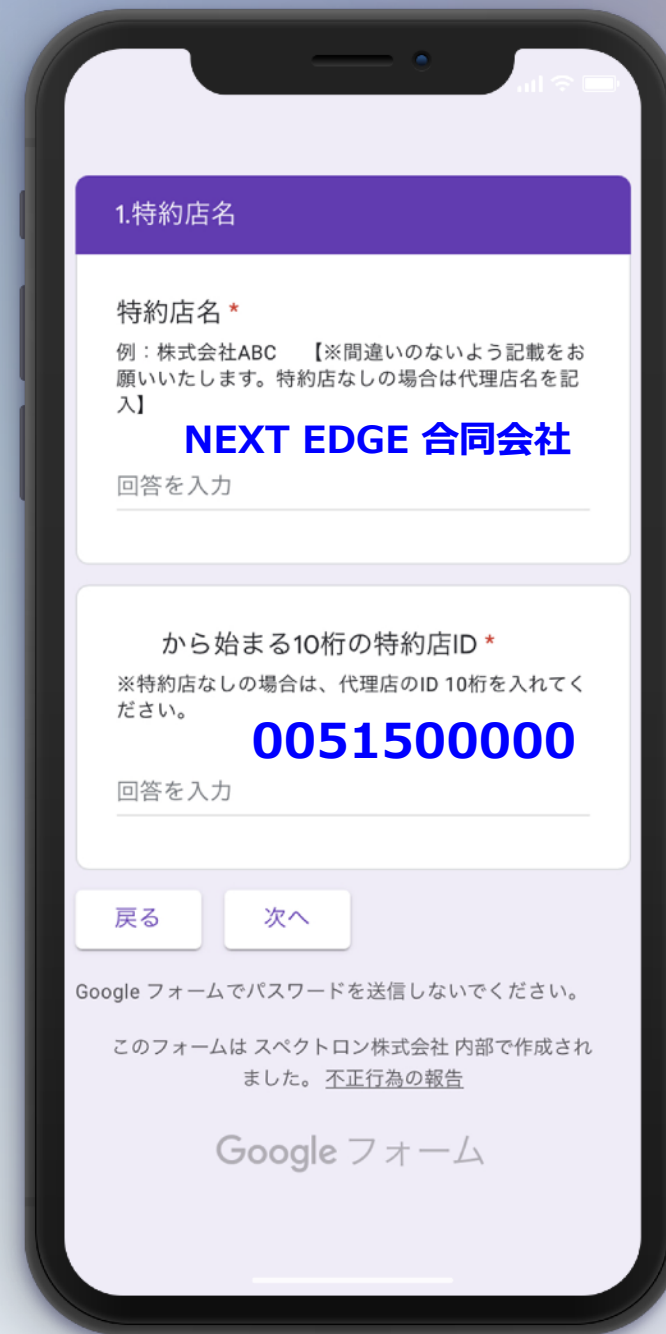 1.特約店名
特約店名 *
例：株式会社ABC　【※間違いのないよう記載をお
願いいたします。特約店なしの場合は代理店名を記
入】
NEXT EDGE 合同会社
回答を入力
から始まる10桁の特約店ID *
※特約店なしの場合は、代理店のID 10桁を入れてく
ださい。
0051500000
回答を入力
戻る 次へ
Google フォームでパスワードを送信しないでください。
このフォームは スペクトロン株式会社 内部で作成され
ました。 不正行為の報告
Google フォーム